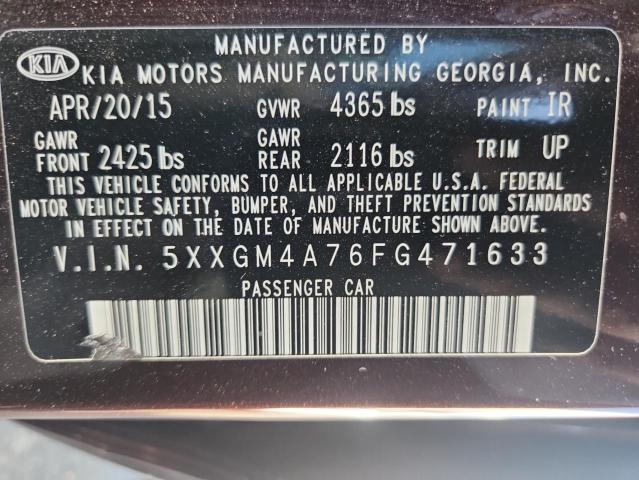 MANUFACTURED BY
KIA KIA MOTORS MANUFACTURING GEORGIA, INC.
APR/20/15 GVWR 4365 lbs PAINT IR
GAWR FRONT 2425 lbs GAWR REAR 2116 lbs TRIM UP
THIS VEHICLE CONFORMS TO ALL APPLICABLE U.S.A. FEDERAL
MOTOR VEHICLE SAFETY, BUMPER, AND THEFT PREVENTION STANDARDS
IN EFFECT ON THE DATE OF MANUFACTURE SHOWN ABOVE.
V.I.N. 5XXGM4A76FG471633
PASSENGER CAR